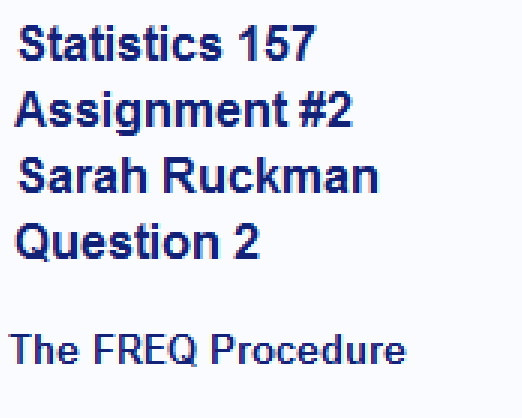 Statistics 157
Assignment #2
Sarah Ruckman
Question 2
The FREQ Procedure